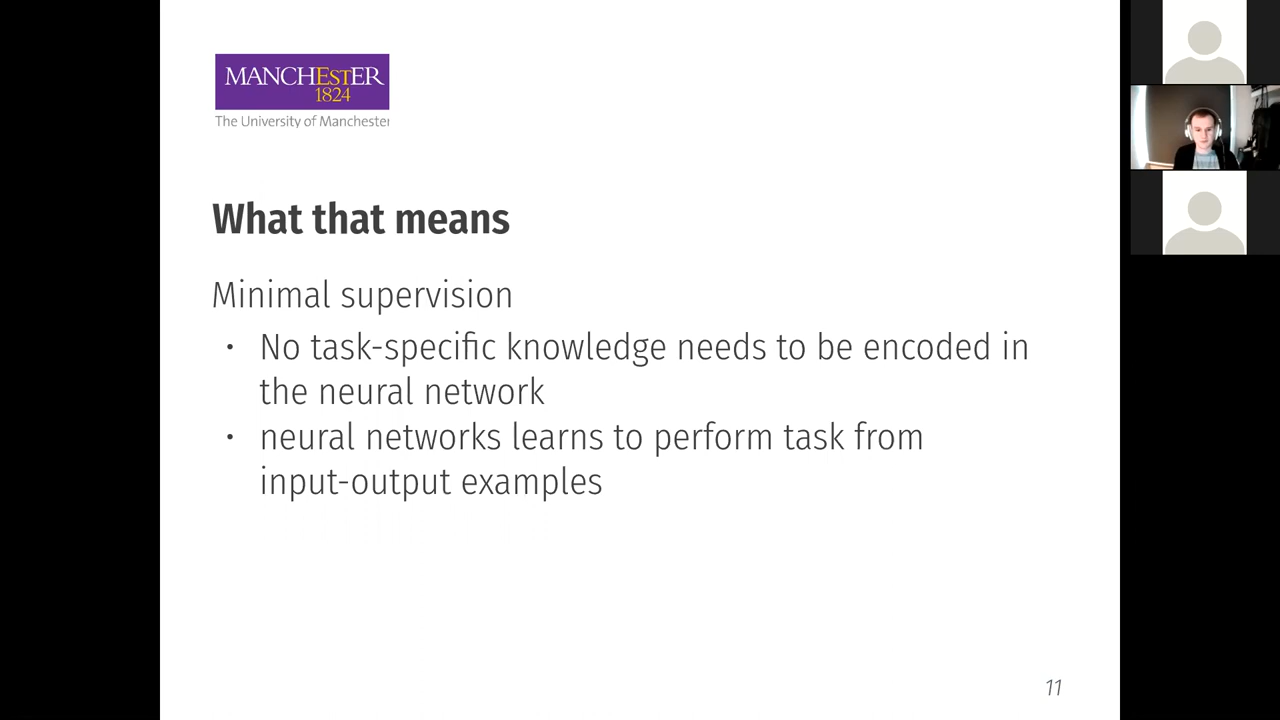 MANCHESTER
1824
The University of Manchester
What that means
Minimal supervision
• No task-specific knowledge needs to be encoded in
the neural network
• neural networks learns to perform task from
input-output examples
11